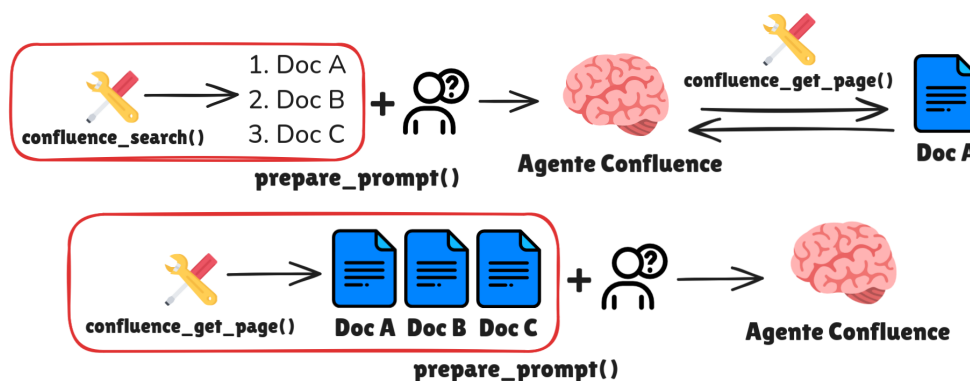 1. Doc A
2. Doc B
3. Doc C
confluence_search()
prepare_prompt()
?
Agente Confluence
confluence_get_page()
Doc A
confluence_get_page()
Doc A Doc B Doc C
prepare_prompt()
?
Agente Confluence